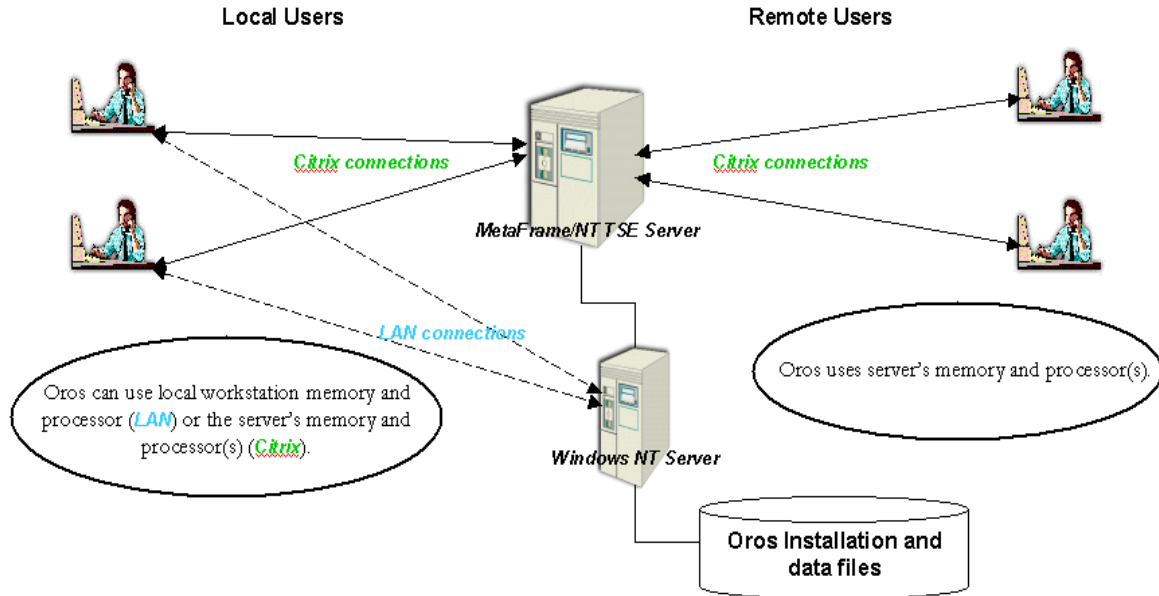 Local Users
Remote Users
Citrix connections
Citrix connections
MetaFrame/NT TSE Server
LAN connections
Oros can use local workstation memory and
processor (LAN) or the server's memory and
processor(s) (Citrix).
Oros uses server's memory and processor(s).
Windows NT Server
Oros Installation and
data files